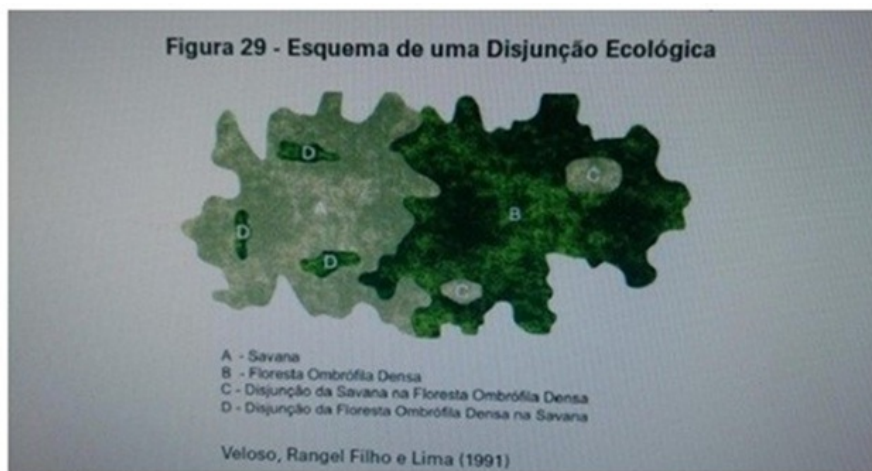 Figura 29 - Esquema de uma Disjunção Ecológica
D
C
A
B
D
D
C
A - Savana
B - Floresta Ombrófila Densa
C - Disjunção da Savana na Floresta Ombrófila Densa
D - Disjunção da Floresta Ombrófila Densa na Savana
Veloso, Rangel Filho e Lima (1991)